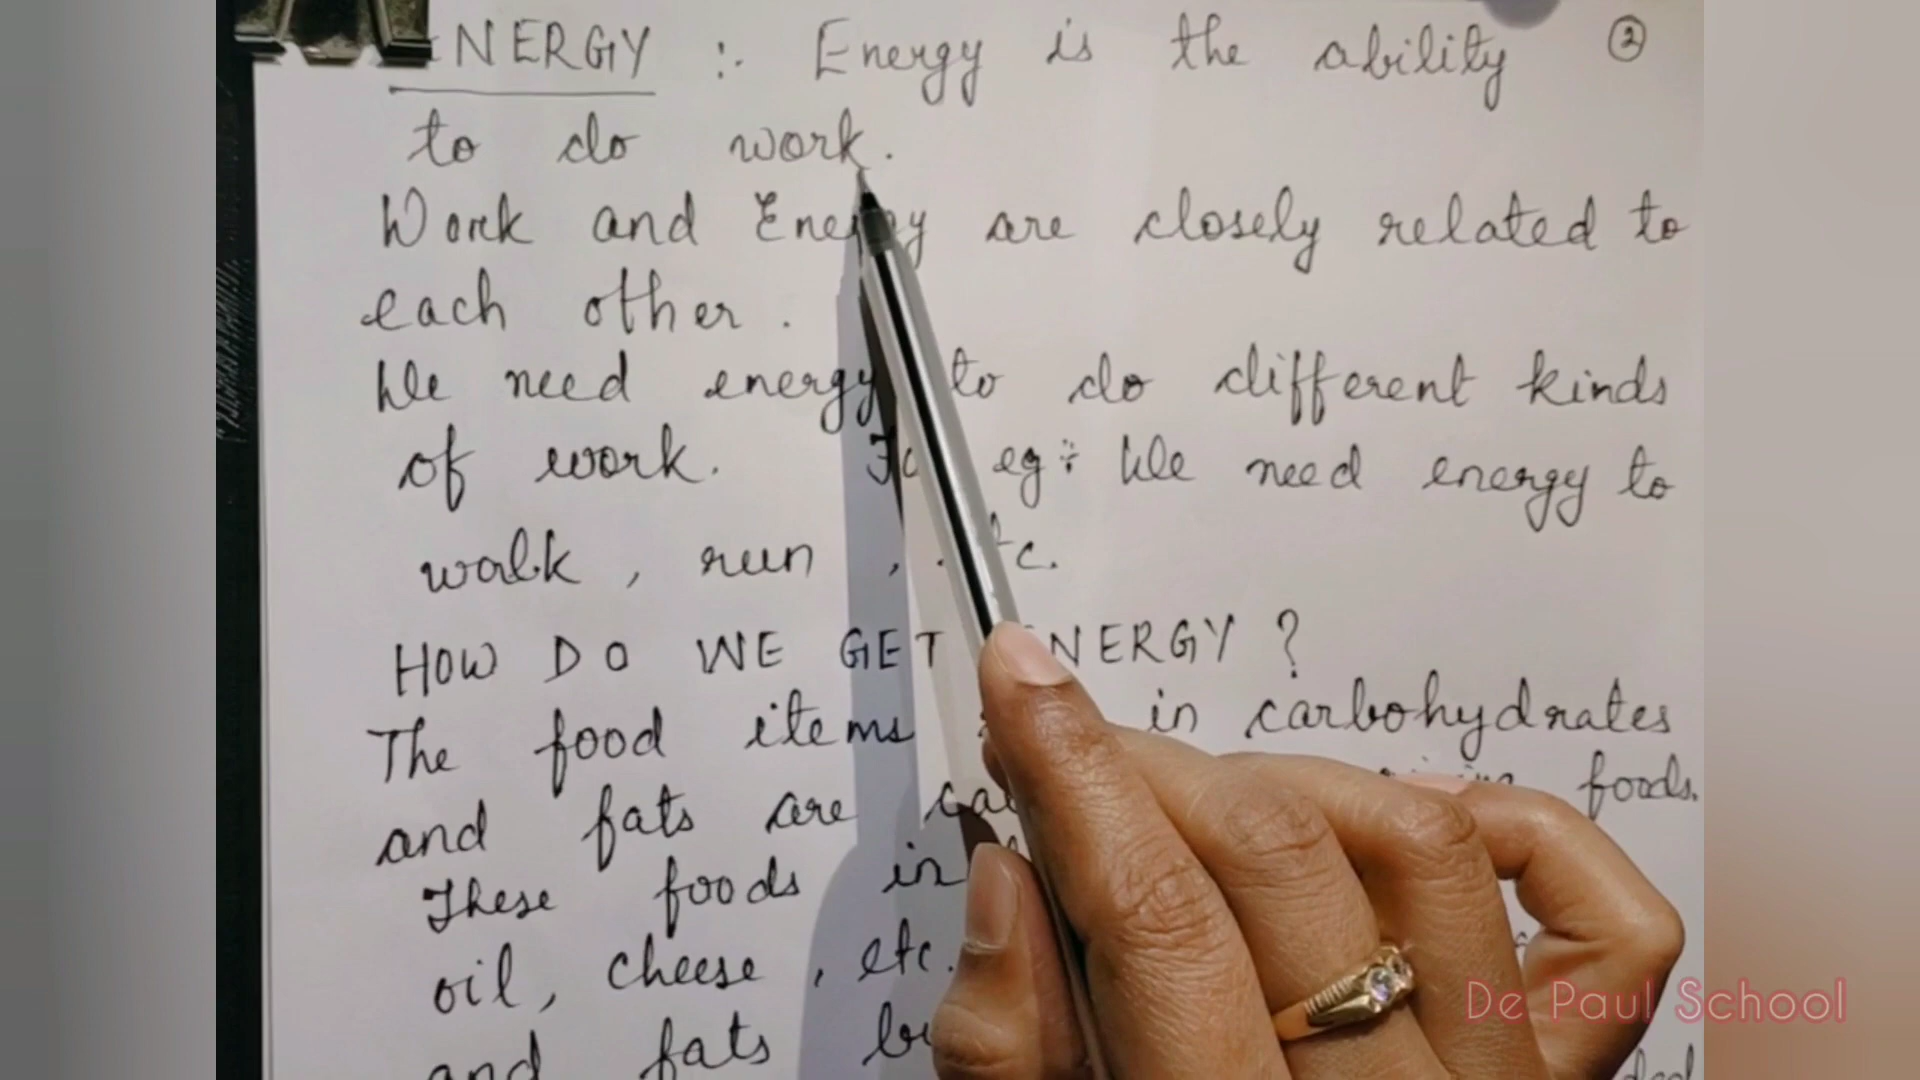 ENERGY :- Energy is the ability ②
to do work.
Work and Energy are closely related to
each other.
We need energy to do different kinds
of work. For eg :- We need energy to
walk, run, etc.
HOW DO WE GET ENERGY ?
The food items in carbohydrates
and fats are foods.
These foods
oil, cheese, etc.
and fats
De Paul School